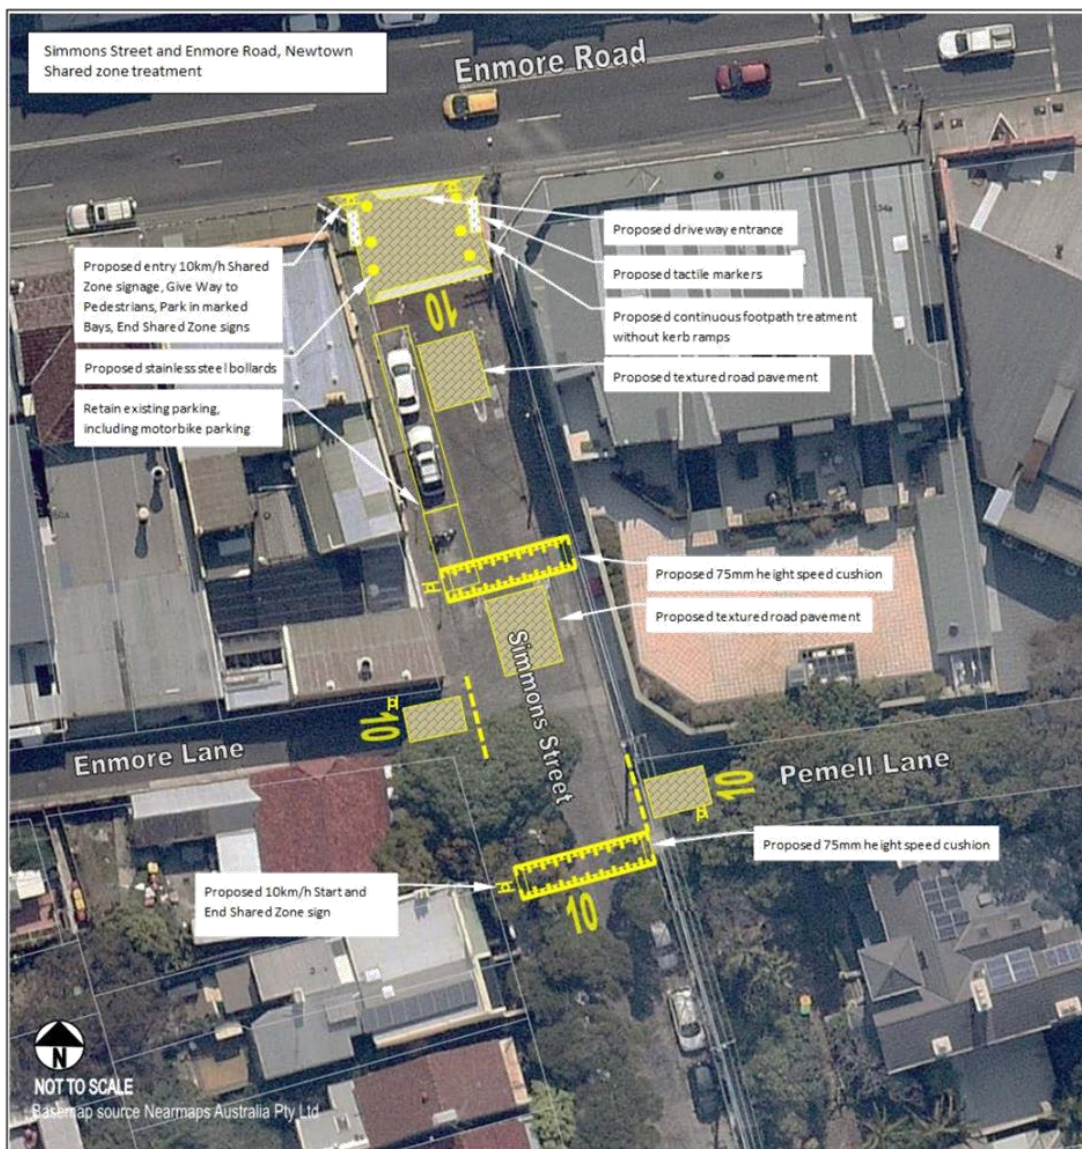 Simmons Street and Enmore Road, Newtown
Shared zone treatment
Enmore Road
Proposed driveway entrance
Proposed tactile markers
Proposed continuous footpath treatment
without kerb ramps
Proposed textured road pavement
Proposed entry 10km/h Shared
Zone signage, Give Way to
Pedestrians, Park in marked
Bays, End Shared Zone signs
Proposed stainless steel bollards
Retain existing parking,
including motorbike parking
10
Proposed 75mm height speed cushion
Proposed textured road pavement
Simmons Street
10
Enmore Lane
Pemell Lane
10
Proposed 75mm height speed cushion
Proposed 10km/h Start and
End Shared Zone sign
10
N
NOT TO SCALE
Basemap source Nearmaps Australia Pty Ltd